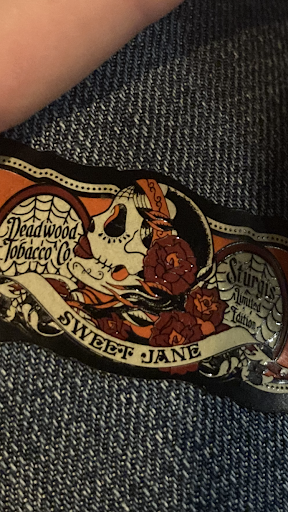 Deadwood
Tobacco Co
SWEET JANE
Sturgis
Limited
Edition